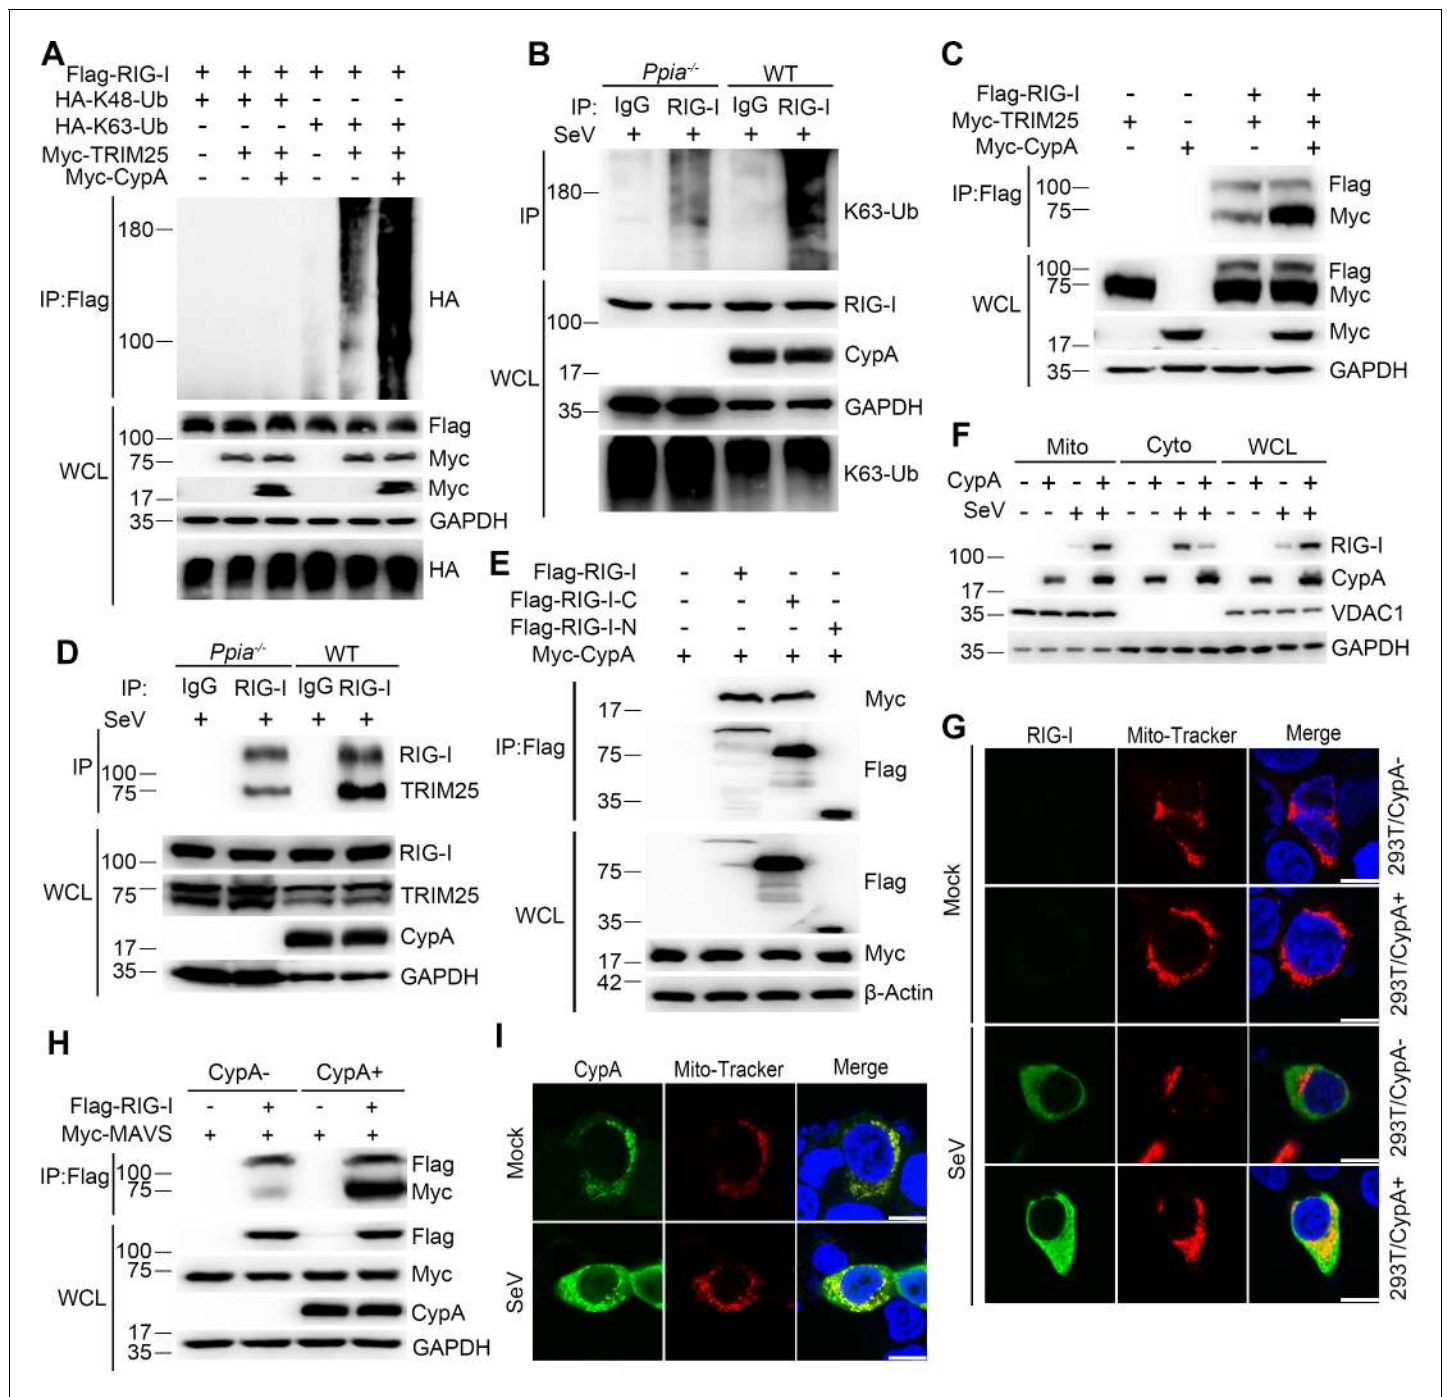 A
Flag-RIG-I + + + + + +
HA-K48-Ub + + + - - -
HA-K63-Ub - - - + + +
Myc-TRIM25 - + + - + +
Myc-CypA - - + - - +
IP:Flag
180
100
HA
WCL
100
Flag
75
Myc
17
Myc
35
GAPDH
HA
B
Ppia-/- WT
IP: IgG RIG-I IgG RIG-I
SeV + + + +
IP
180
K63-Ub
WCL
100
RIG-I
17
CypA
35
GAPDH
K63-Ub
C
Flag-RIG-I - - + +
Myc-TRIM25 + - + +
Myc-CypA - + - +
IP:Flag
100
75
Flag
Myc
WCL
100
75
Flag
Myc
17
Myc
35
GAPDH
D
Ppia-/- WT
IP: IgG RIG-I IgG RIG-I
SeV + + + +
IP
100
75
RIG-I
TRIM25
WCL
100
RIG-I
75
TRIM25
17
CypA
35
GAPDH
E
Flag-RIG-I - + - -
Flag-RIG-I-C - - + -
Flag-RIG-I-N - - - +
Myc-CypA + + + +
IP:Flag
17
Myc
75
35
Flag
WCL
75
35
Flag
17
Myc
42
β-Actin
F
Mito Cyto WCL
CypA - + - + - + - + - + - +
SeV - - + + - - + + - - + +
100
RIG-I
17
CypA
35
VDAC1
35
GAPDH
G
RIG-I Mito-Tracker Merge
Mock
293T/CypA-
293T/CypA+
SeV
293T/CypA-
293T/CypA+
H
CypA- CypA+
Flag-RIG-I - + - +
Myc-MAVS + + + +
IP:Flag
100
75
Flag
Myc
WCL
100
Flag
75
Myc
CypA
17
35
GAPDH
I
CypA Mito-Tracker Merge
Mock
SeV